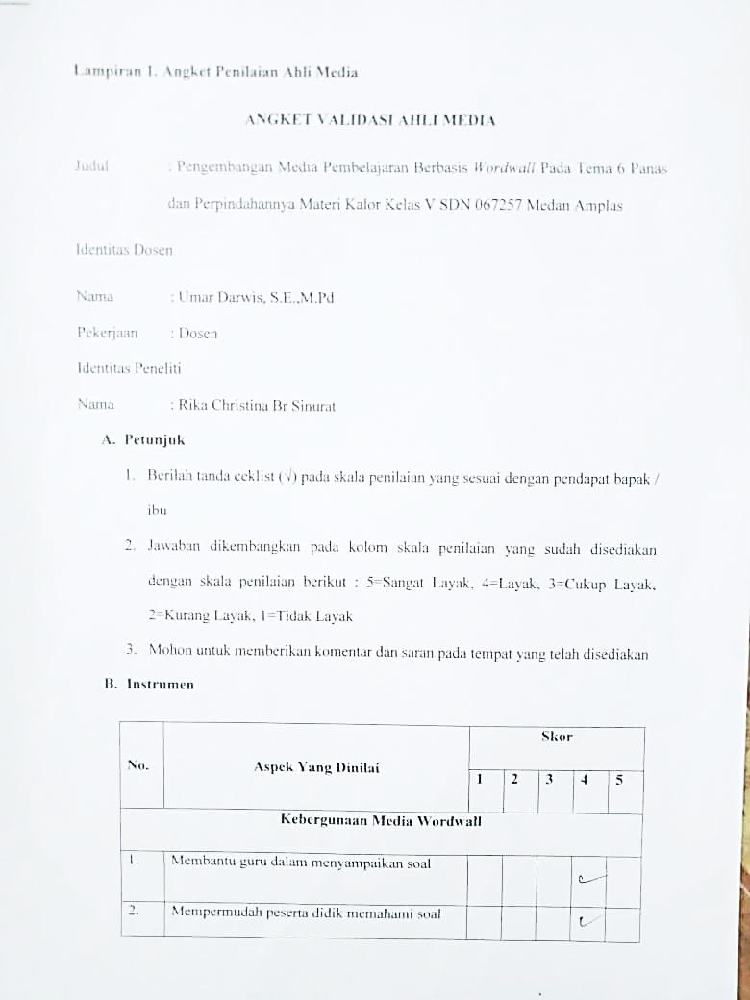 Lampiran 1. Angket Penilaian Ahli Media
ANGKET VALIDASI AHLI MEDIA
Judul : Pengembangan Media Pembelajaran Berbasis Wordwall Pada Tema 6 Panas
dan Perpindahannya Materi Kalor Kelas V SDN 067257 Medan Amplas
Identitas Dosen
Nama : Umar Darwis, S.E.,M.Pd
Pekerjaan : Dosen
Identitas Peneliti
Nama : Rika Christina Br Sinurat
A. Petunjuk
1. Berilah tanda ceklist (√) pada skala penilaian yang sesuai dengan pendapat bapak /
ibu
2. Jawaban dikembangkan pada kolom skala penilaian yang sudah disediakan
dengan skala penilaian berikut : 5=Sangat Layak, 4=Layak, 3=Cukup Layak,
2=Kurang Layak, 1=Tidak Layak
3. Mohon untuk memberikan komentar dan saran pada tempat yang telah disediakan
B. Instrumen
No. Aspek Yang Dinilai Skor
1 2 3 4 5
Kebergunaan Media Wordwall
1. Membantu guru dalam menyampaikan soal ✓
2. Mempermudah peserta didik memahami soal ✓